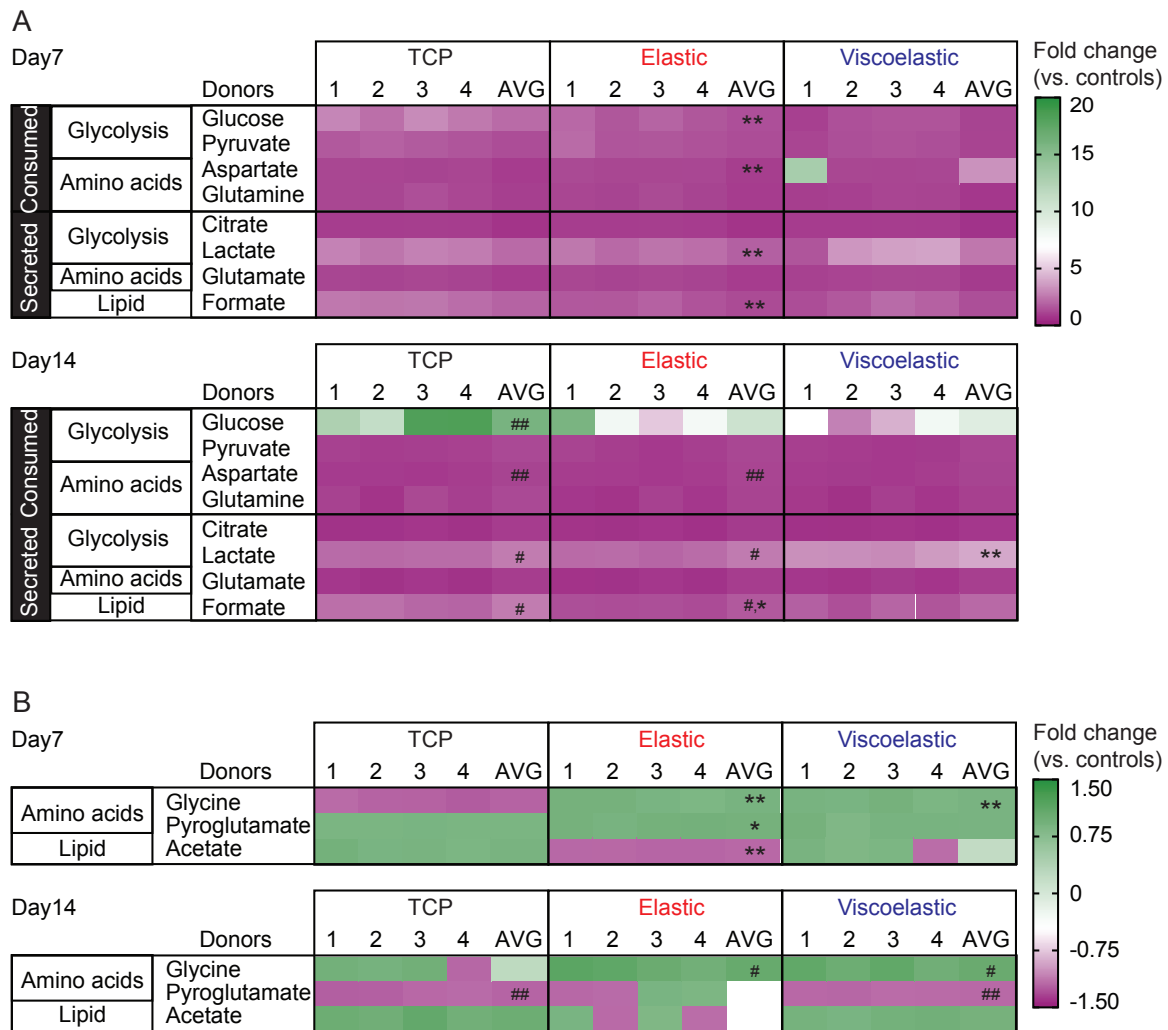 A
Day7 TCP Elastic Viscoelastic Fold change
(vs. controls)
Donors 1 2 3 4 AVG 1 2 3 4 AVG 1 2 3 4 AVG
Consumed Glycolysis Glucose **
Pyruvate
Amino acids Aspartate **
Glutamine
Secreted Glycolysis Citrate
Lactate **
Amino acids Glutamate
Lipid Formate **
20
15
10
5
0
Day14 TCP Elastic Viscoelastic
Donors 1 2 3 4 AVG 1 2 3 4 AVG 1 2 3 4 AVG
Consumed Glycolysis Glucose ##
Pyruvate
Amino acids Aspartate ## ##
Glutamine
Secreted Glycolysis Citrate
Lactate # # **
Amino acids Glutamate
Lipid Formate # #,*
B
Day7 TCP Elastic Viscoelastic Fold change
(vs. controls)
Donors 1 2 3 4 AVG 1 2 3 4 AVG 1 2 3 4 AVG
Amino acids Glycine ** **
Pyroglutamate *
Lipid Acetate **
1.50
0.75
0
-0.75
-1.50
Day14 TCP Elastic Viscoelastic
Donors 1 2 3 4 AVG 1 2 3 4 AVG 1 2 3 4 AVG
Amino acids Glycine # #
Pyroglutamate ## ##
Lipid Acetate